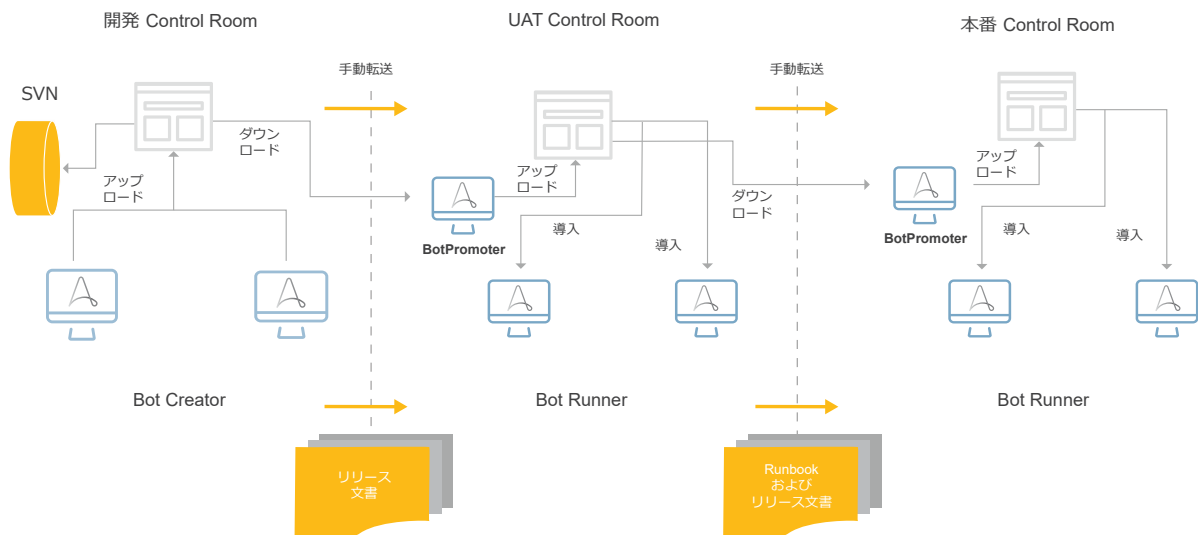 開発 Control Room
UAT Control Room
本番 Control Room
手動転送
手動転送
SVN
ダウン
ロード
アップ
ロード
アップ
ロード
BotPromoter
導入
導入
ダウン
ロード
アップ
ロード
BotPromoter
導入
導入
Bot Creator
Bot Runner
Bot Runner
リリース
文書
Runbook
および
リリース文書